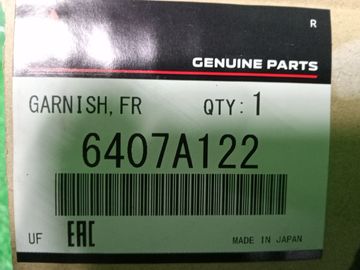 R
GENUINE PARTS
GARNISH, FR QTY: 1
6407A122
UF EAC MADE IN JAPAN